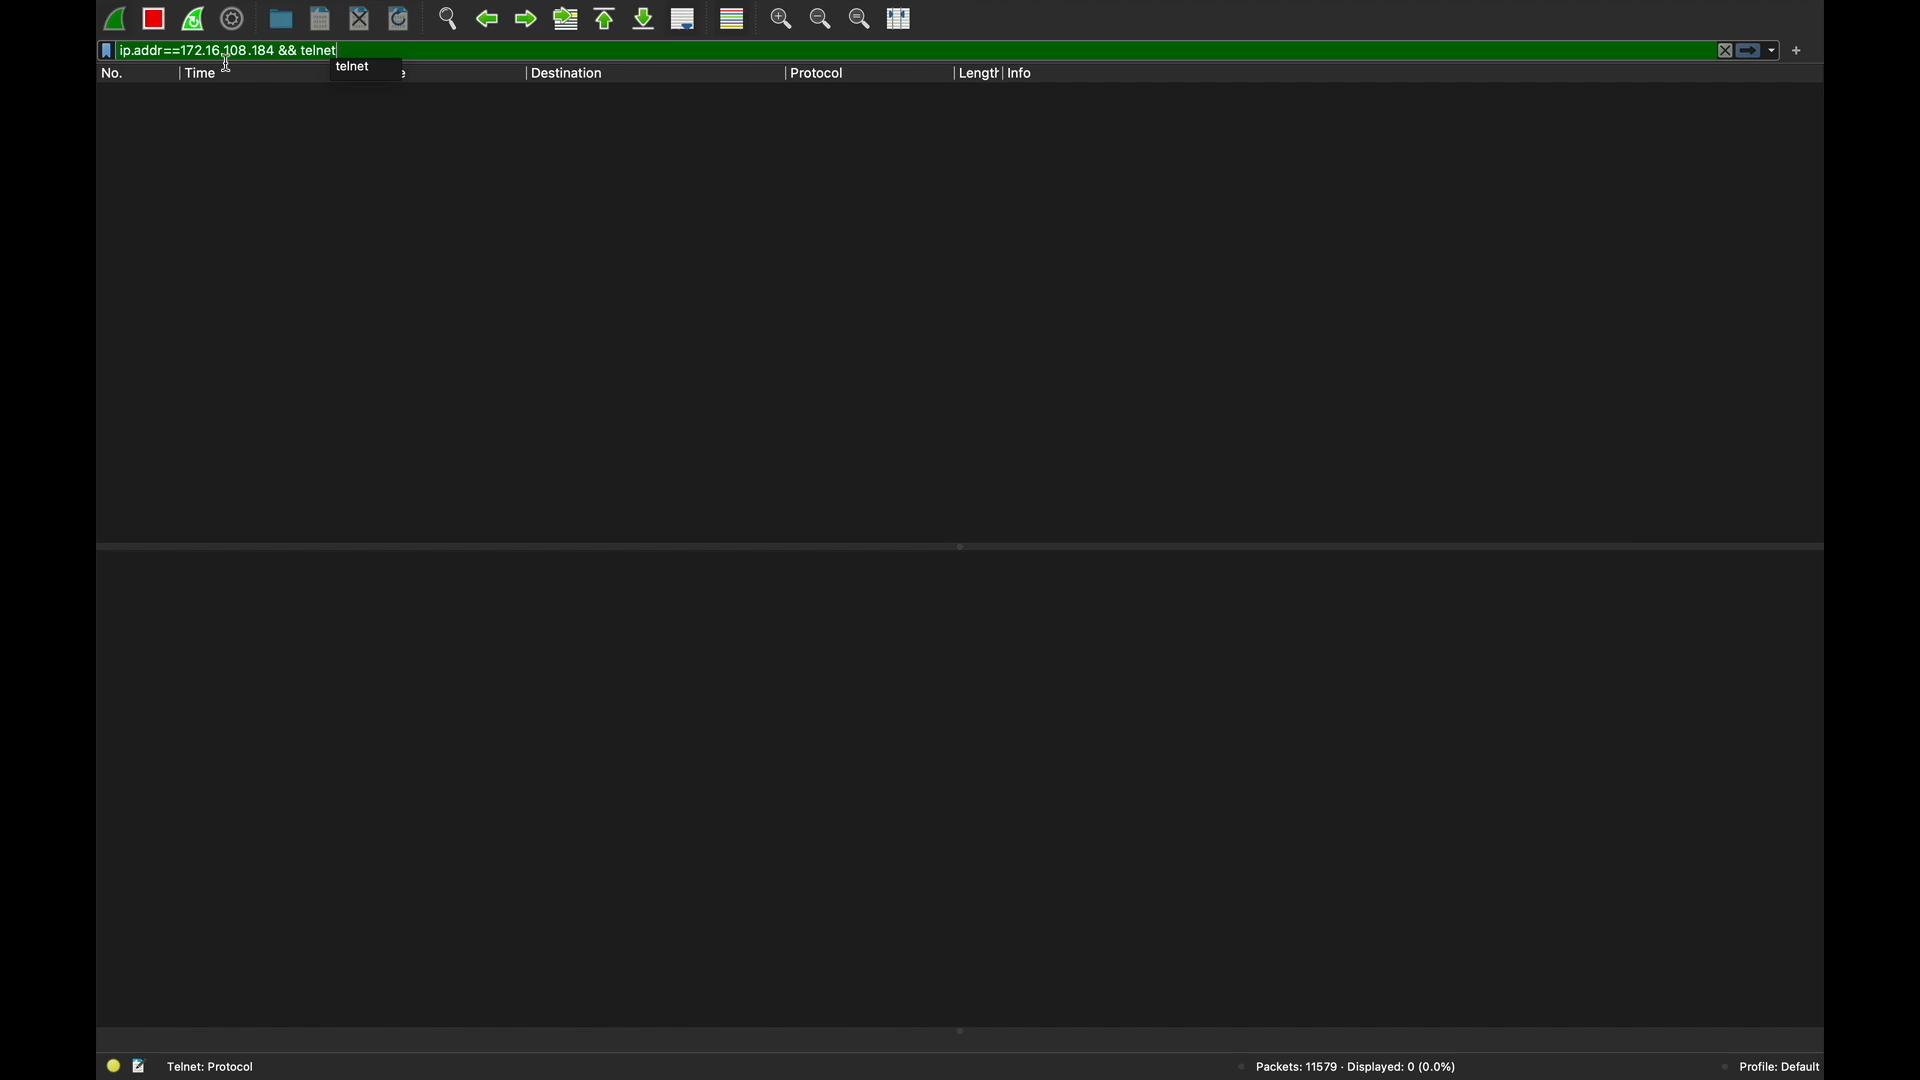 ip.addr==172.16.108.184 && telnet
telnet
No. Time e Destination Protocol Length Info
Telnet: Protocol Packets: 11579 · Displayed: 0 (0.0%) Profile: Default